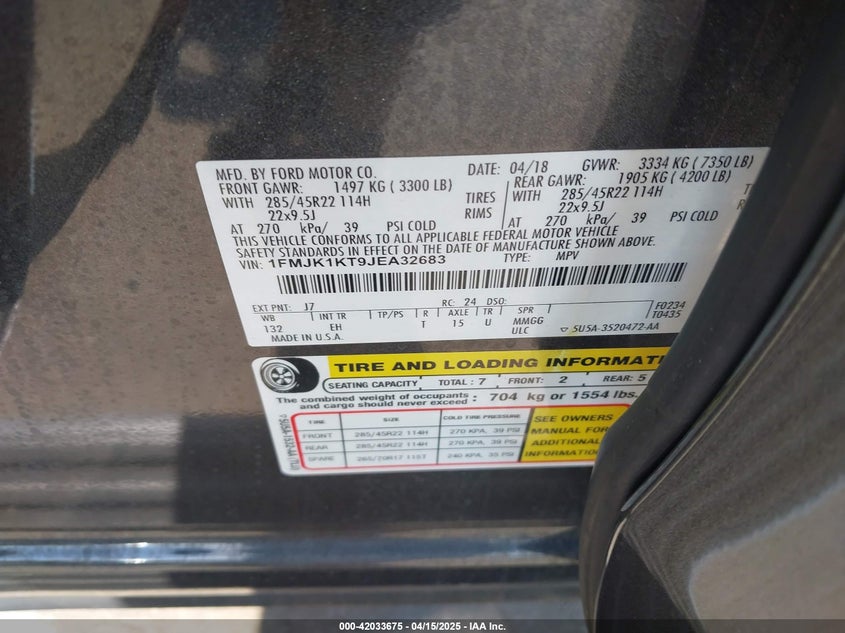 MFD. BY FORD MOTOR CO. DATE: 04/18 GVWR: 3334 KG ( 7350 LB)
FRONT GAWR: 1497 KG ( 3300 LB) REAR GAWR: 1905 KG ( 4200 LB)
WITH 285/45R22 114H TIRES WITH 285/45R22 114H
22x9.5J RIMS 22x9.5J
AT 270 kPa/ 39 PSI COLD AT 270 kPa/ 39 PSI COLD
THIS VEHICLE CONFORMS TO ALL APPLICABLE FEDERAL MOTOR VEHICLE
SAFETY STANDARDS IN EFFECT ON THE DATE OF MANUFACTURE SHOWN ABOVE.
VIN: 1FMJK1KT9JEA32683 TYPE: MPV
EXT PNT: J7 RC: 24 DSO: F0234
WB INT TR TP/PS R AXLE TR SPR T0435
132 EH T 15 U MMGG
ULC 5U5A-3520472-AA
MADE IN U.S.A.
TIRE AND LOADING INFORMATI
SEATING CAPACITY TOTAL : 7 FRONT: 2 REAR: 5
The combined weight of occupants and cargo should never exceed : 704 kg or 1554 lbs.
TIRE SIZE COLD TIRE PRESSURE
FRONT 285/45R22 114H 270 KPA, 39 PSI
REAR 285/45R22 114H 270 KPA, 39 PSI
SPARE 265/70R17 115T 240 KPA, 35 PSI
SEE OWNERS
MANUAL FOR
ADDITIONAL
INFORMATION
000-42033675 - 04/15/2025 - IAA Inc.